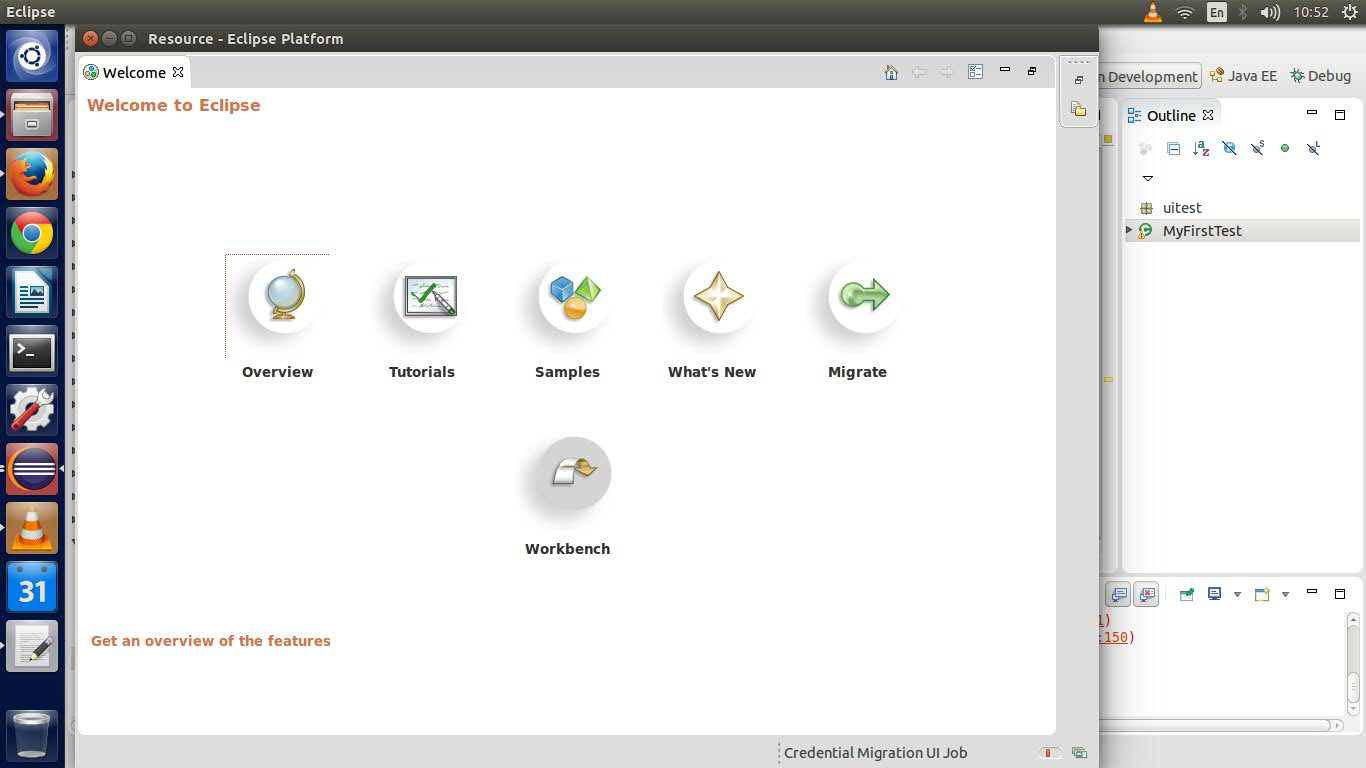 Eclipse
En
10:52
Resource - Eclipse Platform
Welcome
Welcome to Eclipse
Overview
Tutorials
Samples
What's New
Migrate
Workbench
Get an overview of the features
Credential Migration UI Job
n Development
Java EE
Debug
Outline
uitest
MyFirstTest
1)
:150)
31